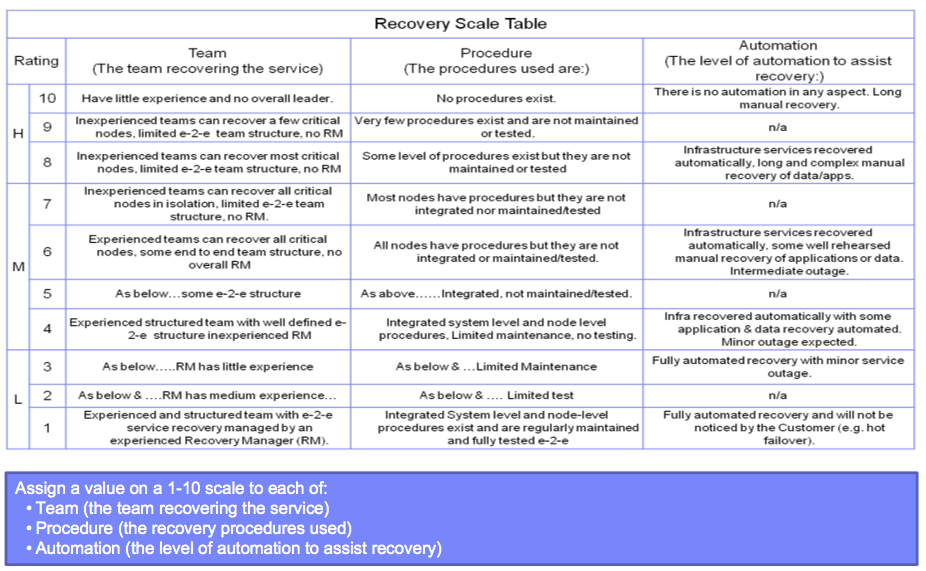 Recovery Scale Table
Rating
Team
(The team recovering the service)
Procedure
(The procedures used are:)
Automation
(The level of automation to assist
recovery:)
H
10
Have little experience and no overall leader.
No procedures exist.
There is no automation in any aspect. Long
manual recovery.
9
Inexperienced teams can recover a few critical
nodes, limited e-2-e team structure, no RM
Very few procedures exist and are not maintained
or tested.
n/a
8
Inexperienced teams can recover most critical
nodes, limited e-2-e team structure, no RM
Some level of procedures exist but they are not
maintained or tested
Infrastructure services recovered
automatically, long and complex manual
recovery of data/apps.
M
7
Inexperienced teams can recover all critical
nodes in isolation, limited e-2-e team
structure, no RM.
Most nodes have procedures but they are not
integrated nor maintained/tested
n/a
6
Experienced teams can recover all critical
nodes, some end to end team structure, no
overall RM
All nodes have procedures but they are not
integrated or maintained/tested.
Infrastructure services recovered
automatically, some well rehearsed
manual recovery of applications or data.
Intermediate outage.
5
As below...some e-2-e structure
As above......Integrated, not maintained/tested.
n/a
4
Experienced structured team with well defined e-
2-e structure inexperienced RM
Integrated system level and node level
procedures, Limited maintenance, no testing.
Infra recovered automatically with some
application & data recovery automated.
Minor outage expected.
L
3
As below.....RM has little experience
As below & ...Limited Maintenance
Fully automated recovery with minor service
outage.
2
As below & ....RM has medium experience...
As below & .... Limited test
n/a
1
Experienced and structured team with e-2-e
service recovery managed by an
experienced Recovery Manager (RM).
Integrated System level and node-level
procedures exist and are regularly maintained
and fully tested e-2-e
Fully automated recovery and will not be
noticed by the Customer (e.g. hot
failover).
Assign a value on a 1-10 scale to each of:
• Team (the team recovering the service)
• Procedure (the recovery procedures used)
• Automation (the level of automation to assist recovery)